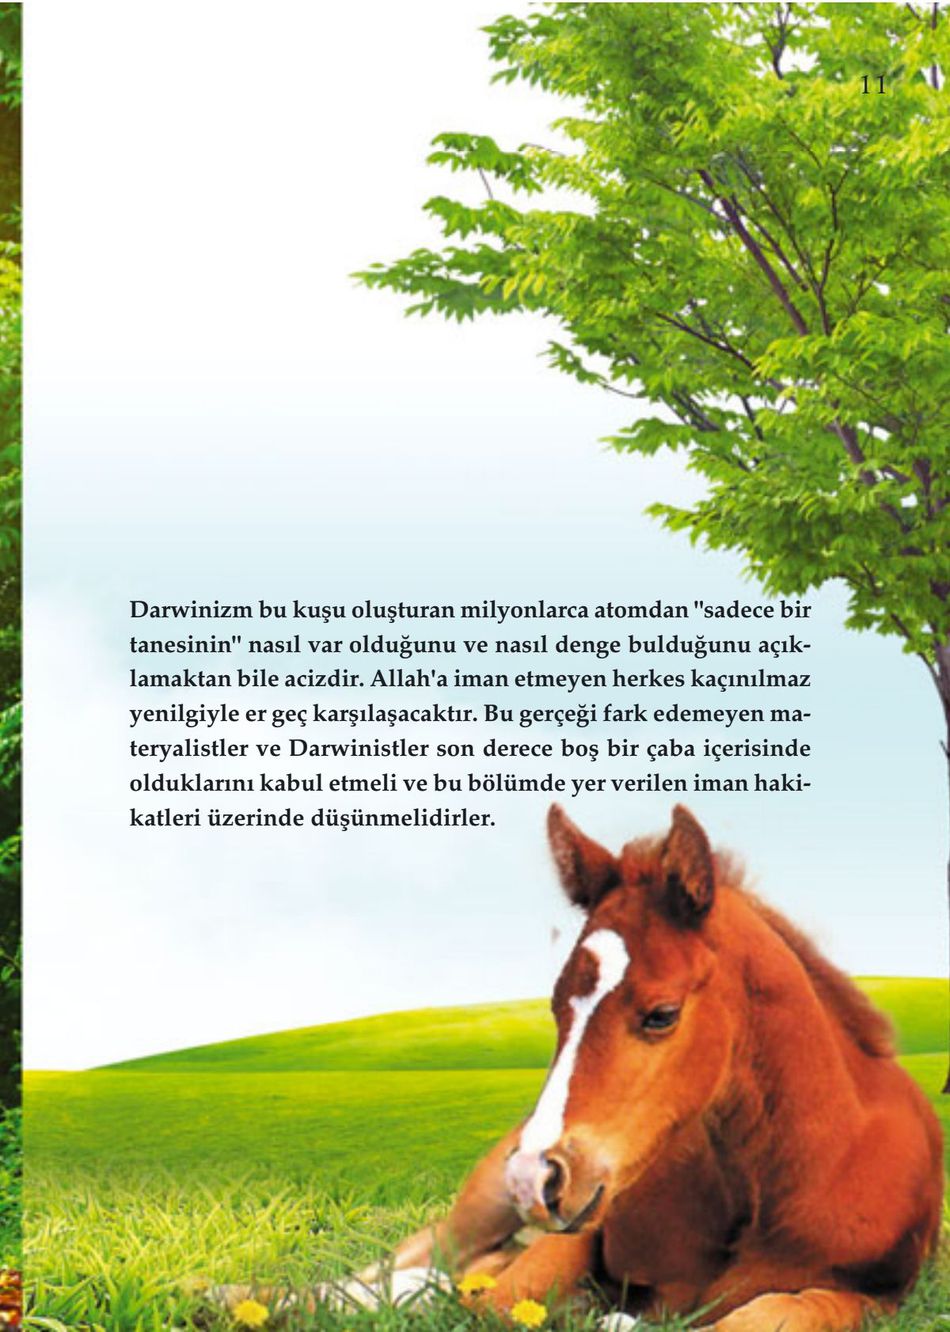 11
Darwinizm bu kuşu oluşturan milyonlarca atomdan "sadece bir
tanesinin" nasıl var olduğunu ve nasıl denge bulduğunu açık-
lamaktan bile acizdir. Allah'a iman etmeyen herkes kaçınılmaz
yenilgiyle er geç karşılaşacaktır. Bu gerçeği fark edemeyen ma-
teryalistler ve Darwinistler son derece boş bir çaba içerisinde
olduklarını kabul etmeli ve bu bölümde yer verilen iman haki-
katleri üzerinde düşünmelidirler.